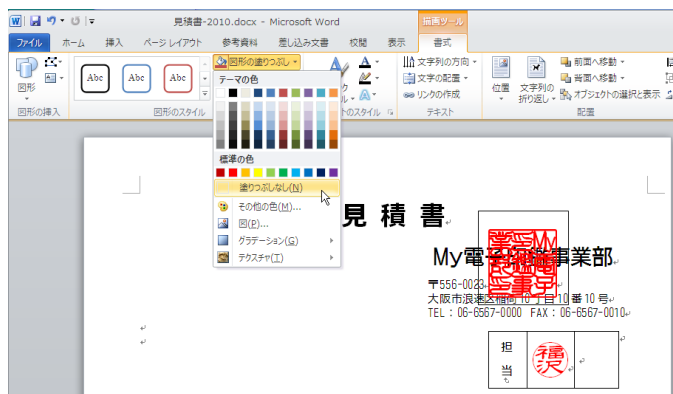 見積書-2010.docx - Microsoft Word
描画ツール
ファイル ホーム 挿入 ページ レイアウト 参考資料 差し込み文書 校閲 表示 書式
図形
Abc Abc Abc
図形の塗りつぶし
文字列の方向
文字の配置
リンクの作成
位置
文字列の折り返し
前面へ移動
背面へ移動
オブジェクトの選択と表示
図形の挿入 図形のスタイル テキスト 配置
テーマの色
標準の色
塗りつぶしなし(N)
その他の色(M)...
図(P)...
グラデーション(G)
テクスチャ(T)
見積書
My電子印鑑事業部
〒556-0023
大阪市浪速区稲荷10丁目10番10号
TEL：06-6567-0000 FAX：06-6567-0010
担当
福沢